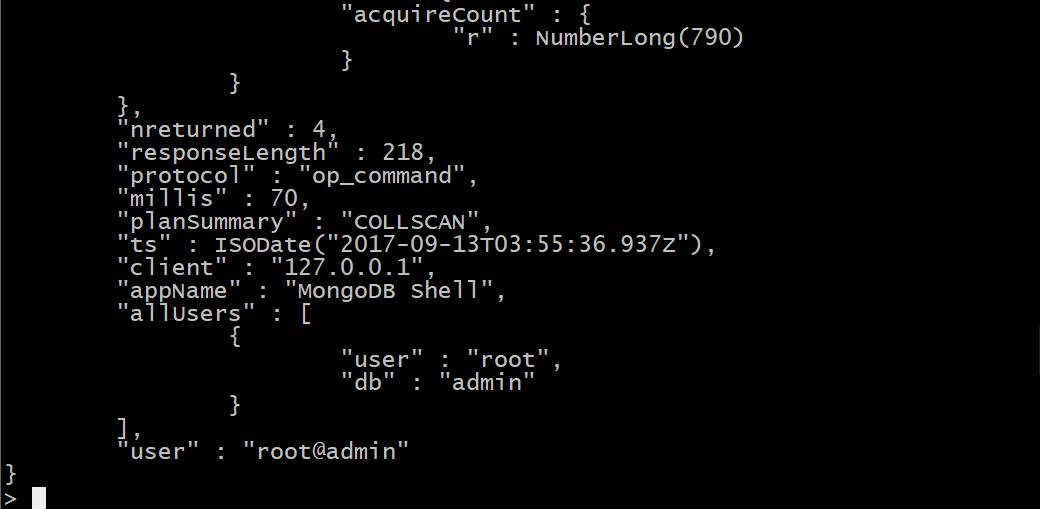 "acquireCount" : {
"r" : NumberLong(790)
}
}
},
"nreturned" : 4,
"responseLength" : 218,
"protocol" : "op_command",
"millis" : 70,
"planSummary" : "COLLSCAN",
"ts" : ISODate("2017-09-13T03:55:36.937Z"),
"client" : "127.0.0.1",
"appName" : "MongoDB Shell",
"allUsers" : [
{
"user" : "root",
"db" : "admin"
}
],
"user" : "root@admin"
}
>